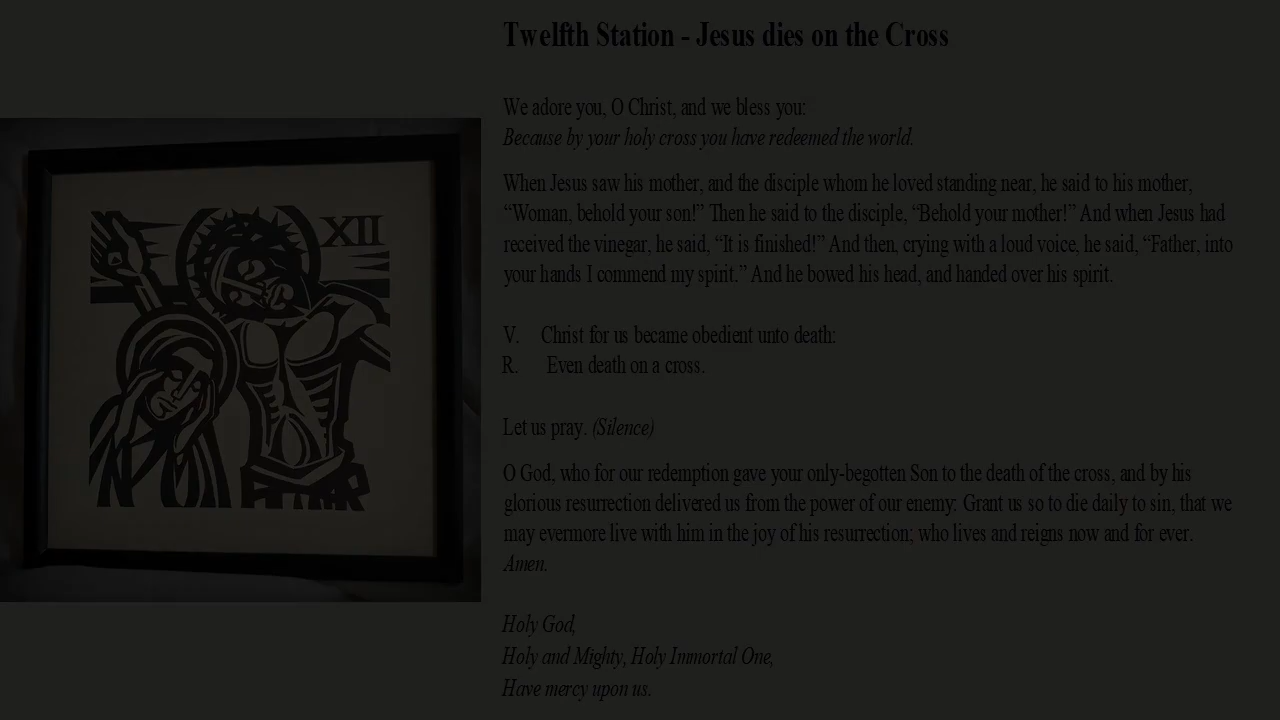 Twelfth Station - Jesus dies on the Cross
We adore you, O Christ, and we bless you:
Because by your holy cross you have redeemed the world.
When Jesus saw his mother, and the disciple whom he loved standing near, he said to his mother,
“Woman, behold your son!” Then he said to the disciple, “Behold your mother!” And when Jesus had
received the vinegar, he said, “It is finished!” And then, crying with a loud voice, he said, “Father, into
your hands I commend my spirit.” And he bowed his head, and handed over his spirit.
XII
V. Christ for us became obedient unto death:
R. Even death on a cross.
Let us pray. (Silence)
O God, who for our redemption gave your only-begotten Son to the death of the cross, and by his
glorious resurrection delivered us from the power of our enemy: Grant us so to die daily to sin, that we
may evermore live with him in the joy of his resurrection; who lives and reigns now and for ever.
Amen.
Holy God,
Holy and Mighty, Holy Immortal One,
Have mercy upon us.